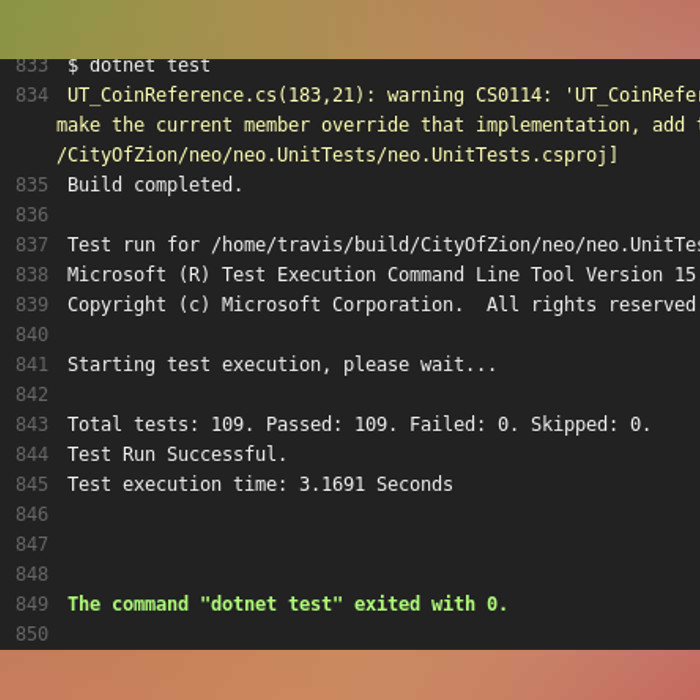 833 $ dotnet test
834 UT_CoinReference.cs(183,21): warning CS0114: 'UT_CoinRefer
make the current member override that implementation, add t
/CityOfZion/neo/neo.UnitTests/neo.UnitTests.csproj]
835 Build completed.
836
837 Test run for /home/travis/build/CityOfZion/neo/neo.UnitTes
838 Microsoft (R) Test Execution Command Line Tool Version 15
839 Copyright (c) Microsoft Corporation.  All rights reserved
840
841 Starting test execution, please wait...
842
843 Total tests: 109. Passed: 109. Failed: 0. Skipped: 0.
844 Test Run Successful.
845 Test execution time: 3.1691 Seconds
846
847
848
849 The command "dotnet test" exited with 0.
850